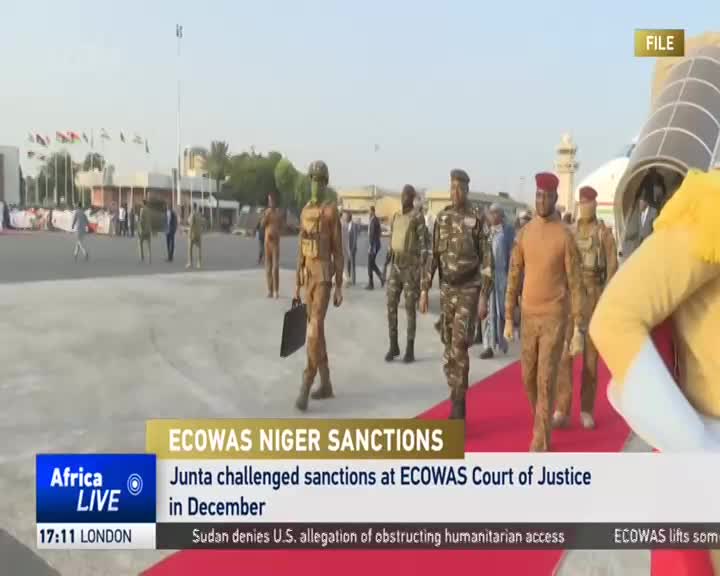 FILE
ECOWAS NIGER SANCTIONS
Junta challenged sanctions at ECOWAS Court of Justice
in December
Africa
LIVE
17:11 LONDON
Sudan denies U.S. allegation of obstructing humanitarian access
ECOWAS lifts som